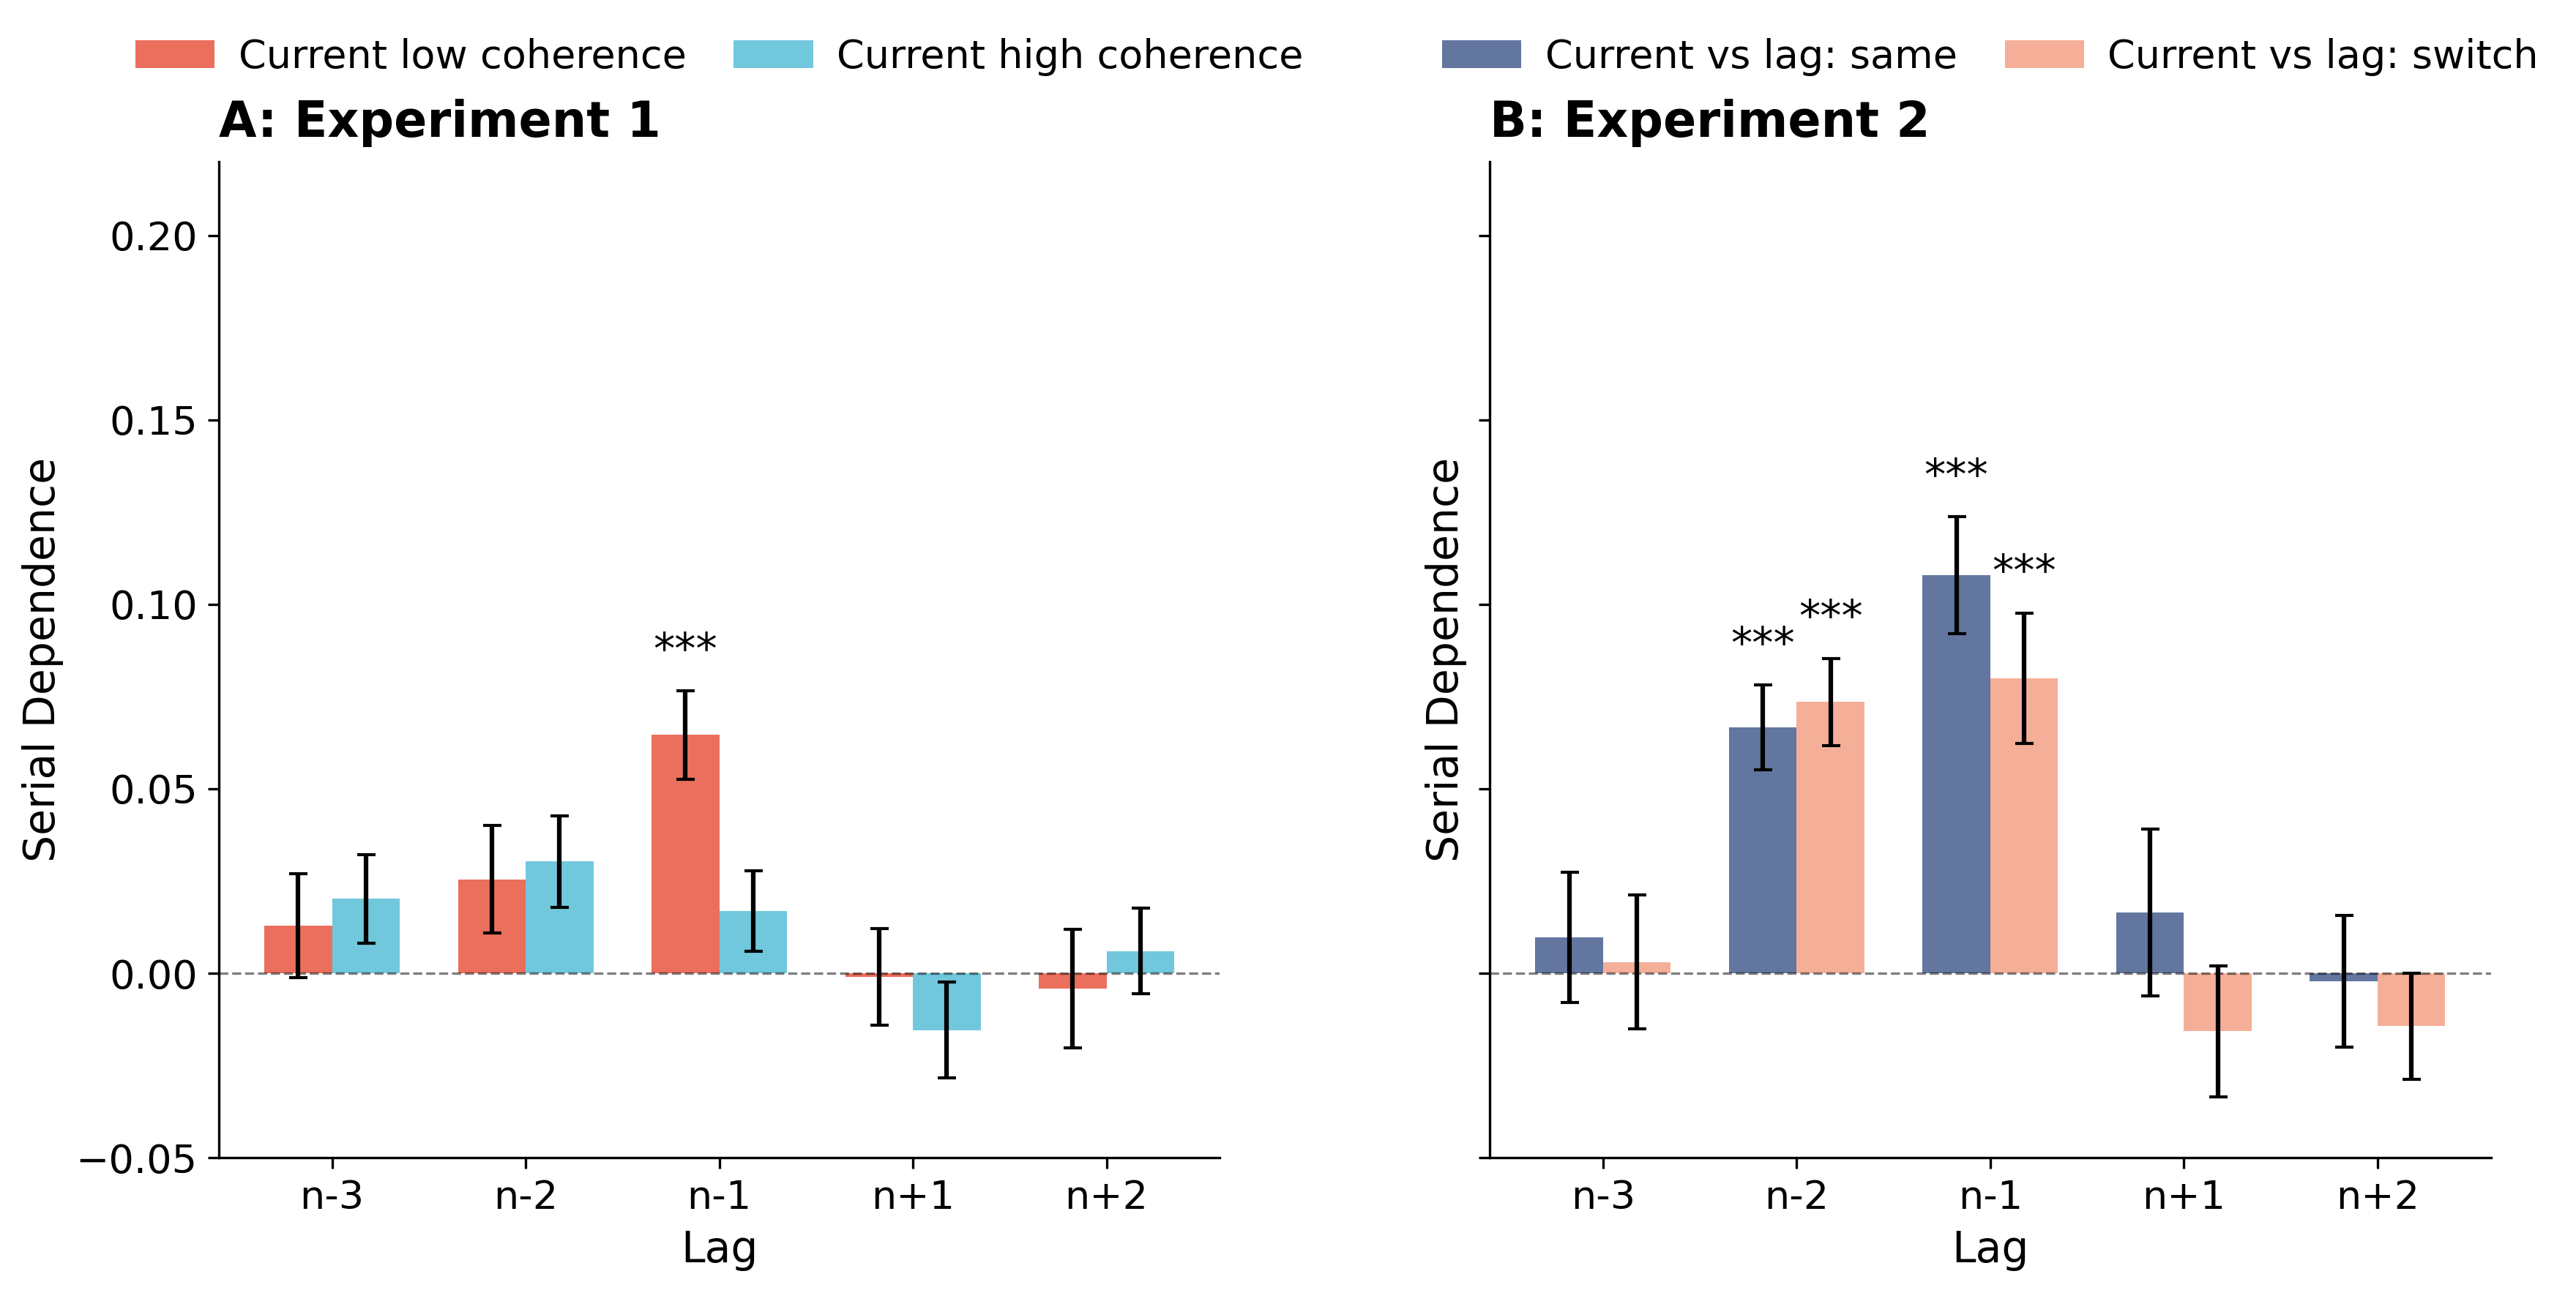 Current low coherence
Current high coherence
Current vs lag: same
Current vs lag: switch
A: Experiment 1
Serial Dependence
0.20
0.15
0.10
0.05
0.00
−0.05
***
n-3
n-2
n-1
n+1
n+2
Lag
B: Experiment 2
Serial Dependence
***
***
***
***
n-3
n-2
n-1
n+1
n+2
Lag